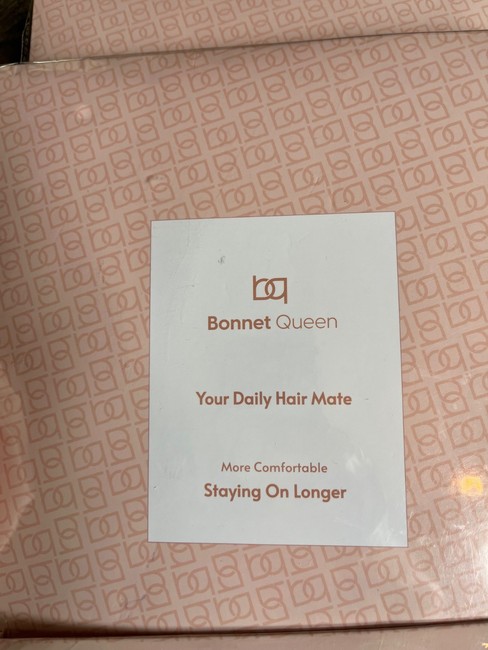 bq
Bonnet Queen
Your Daily Hair Mate
More Comfortable
Staying On Longer